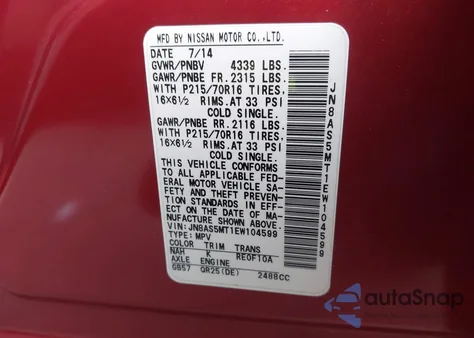 MFD BY NISSAN MOTOR CO.,LTD.
DATE 7/14
GVWR/PNBV 4339 LBS.
GAWR/PNBE FR.2315 LBS.
WITH P215/70R16 TIRES,
16X6½ RIMS.AT 33 PSI
COLD SINGLE.
GAWR/PNBE RR.2116 LBS.
WITH P215/70R16 TIRES,
16X6½ RIMS.AT 33 PSI
COLD SINGLE.
THIS VEHICLE CONFORMS
TO ALL APPLICABLE FED-
ERAL MOTOR VEHICLE SA-
FETY AND THEFT PREVEN-
TION STANDARDS IN EFF-
ECT ON THE DATE OF MA-
NUFACTURE SHOWN ABOVE.
VIN:JN8AS5MT1EW104599
TYPE:MPV
COLOR TRIM TRANS
NAH K RE0F10A
AXLE ENGINE
GB57 QR25(DE) 2488CC
JN8AS5MT1EW104599
autoSnap